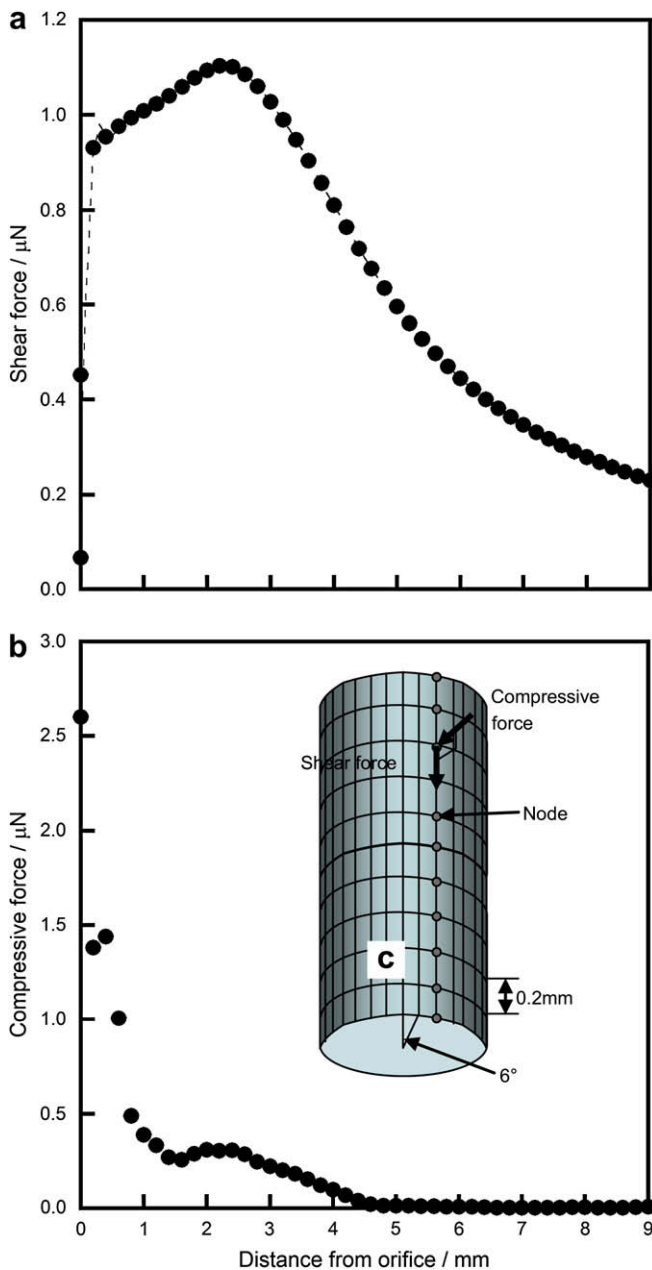 a
1.2
1.0
0.8
0.6
0.4
0.2
0.0
Shear force / μN
b
3.0
2.5
2.0
1.5
1.0
0.5
0.0
Compressive force / μN
Compressive
force
Shear force
Node
c
0.2mm
6°
0 1 2 3 4 5 6 7 8 9
Distance from orifice / mm